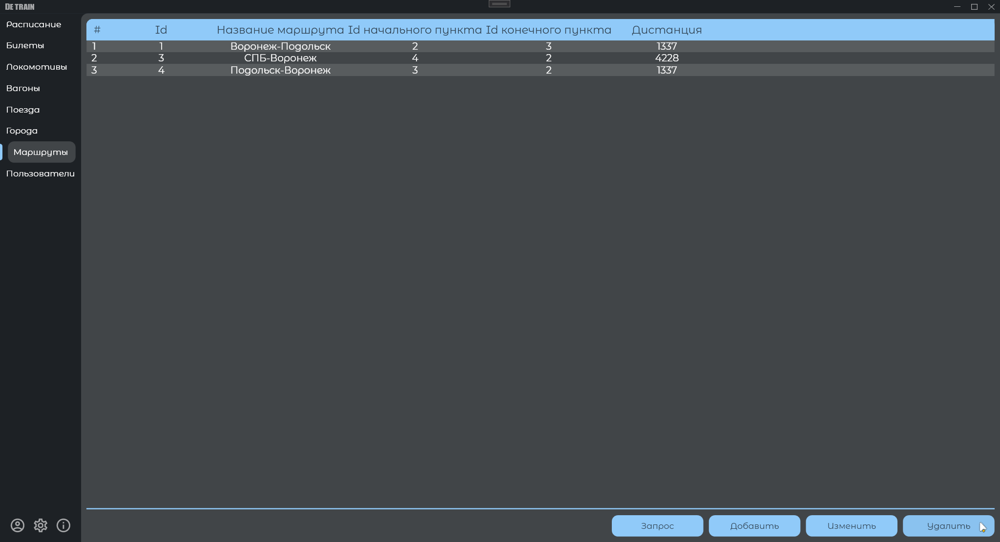 DE TRAIN
Расписание
Билеты
Локомотивы
Вагоны
Поезда
Города
Маршруты
Пользователи
# Id Название маршрута Id начального пункта Id конечного пункта Дистанция
1 1 Воронеж-Подольск 2 3 1337
2 3 СПБ-Воронеж 4 2 4228
3 4 Подольск-Воронеж 3 2 1337
Запрос Добавить Изменить Удалить